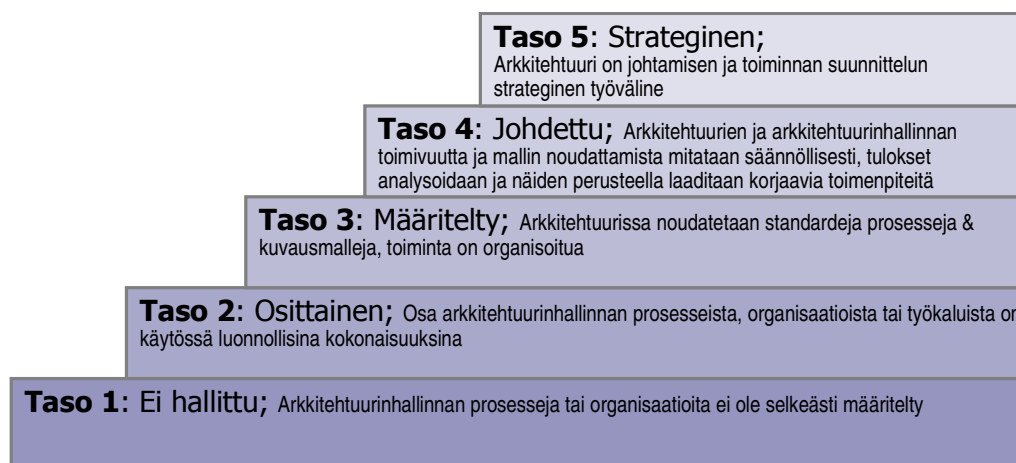 Taso 5: Strateginen;
Arkkitehtuuri on johtamisen ja toiminnan suunnittelun
strateginen työväline
Taso 4: Johdettu; Arkkitehtuurien ja arkkitehtuurinhallinnan
toimivuutta ja mallin noudattamista mitataan säännöllisesti, tulokset
analysoidaan ja näiden perusteella laaditaan korjaavia toimenpiteitä
Taso 3: Määritelty; Arkkitehtuurissa noudatetaan standardeja prosesseja &
kuvausmalleja, toiminta on organisoitua
Taso 2: Osittainen; Osa arkkitehtuurinhallinnan prosesseista, organisaatioista tai työkaluista on
käytössä luonnollisina kokonaisuuksina
Taso 1: Ei hallittu; Arkkitehtuurinhallinnan prosesseja tai organisaatioita ei ole selkeästi määritelty